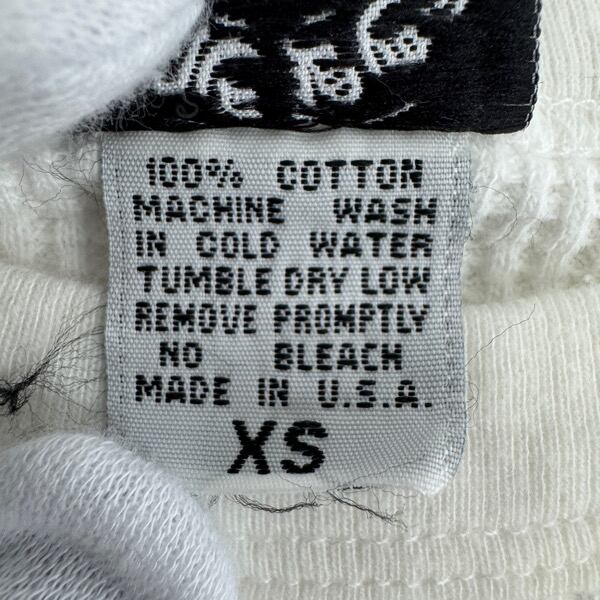 100% COTTON
MACHINE WASH
IN COLD WATER
TUMBLE DRY LOW
REMOVE PROMPTLY
NO BLEACH
MADE IN U.S.A.
XS